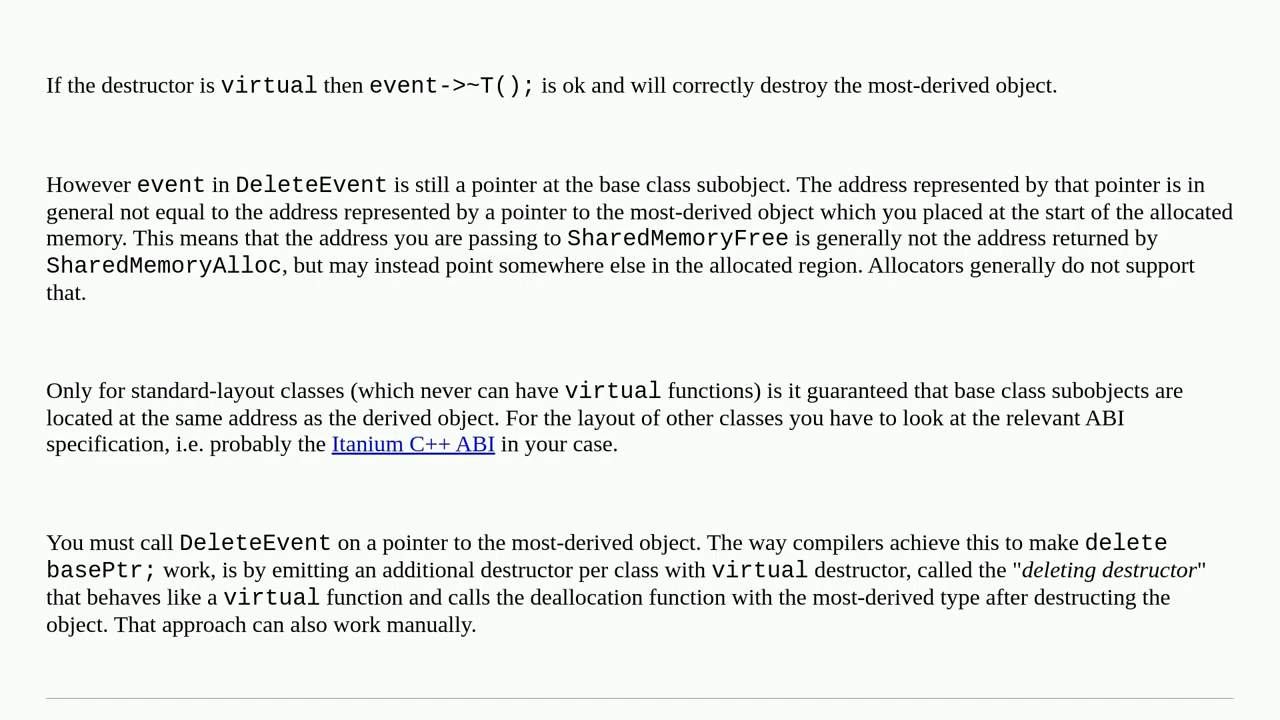 If the destructor is virtual then event->~T(); is ok and will correctly destroy the most-derived object.
However event in DeleteEvent is still a pointer at the base class subobject. The address represented by that pointer is in
general not equal to the address represented by a pointer to the most-derived object which you placed at the start of the allocated
memory. This means that the address you are passing to SharedMemoryFree is generally not the address returned by
SharedMemoryAlloc, but may instead point somewhere else in the allocated region. Allocators generally do not support
that.
Only for standard-layout classes (which never can have virtual functions) is it guaranteed that base class subobjects are
located at the same address as the derived object. For the layout of other classes you have to look at the relevant ABI
specification, i.e. probably the Itanium C++ ABI in your case.
You must call DeleteEvent on a pointer to the most-derived object. The way compilers achieve this to make delete
basePtr; work, is by emitting an additional destructor per class with virtual destructor, called the "deleting destructor"
that behaves like a virtual function and calls the deallocation function with the most-derived type after destructing the
object. That approach can also work manually.